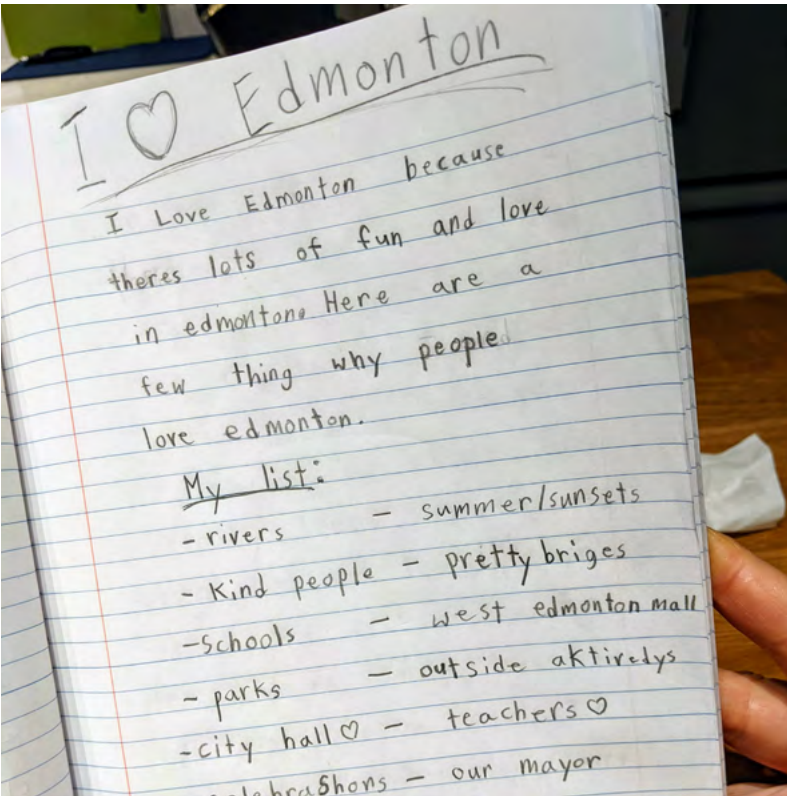 I ♡ Edmonton
I Love Edmonton because
theres lots of fun and love
in edmonton. Here are a
few thing why people
love edmonton.
My list:
- rivers - summer/sunsets
- Kind people - pretty briges
- schools - west edmonton mall
- parks - outside aktiredys
- city hall ♡ - teachers ♡
- our mayor